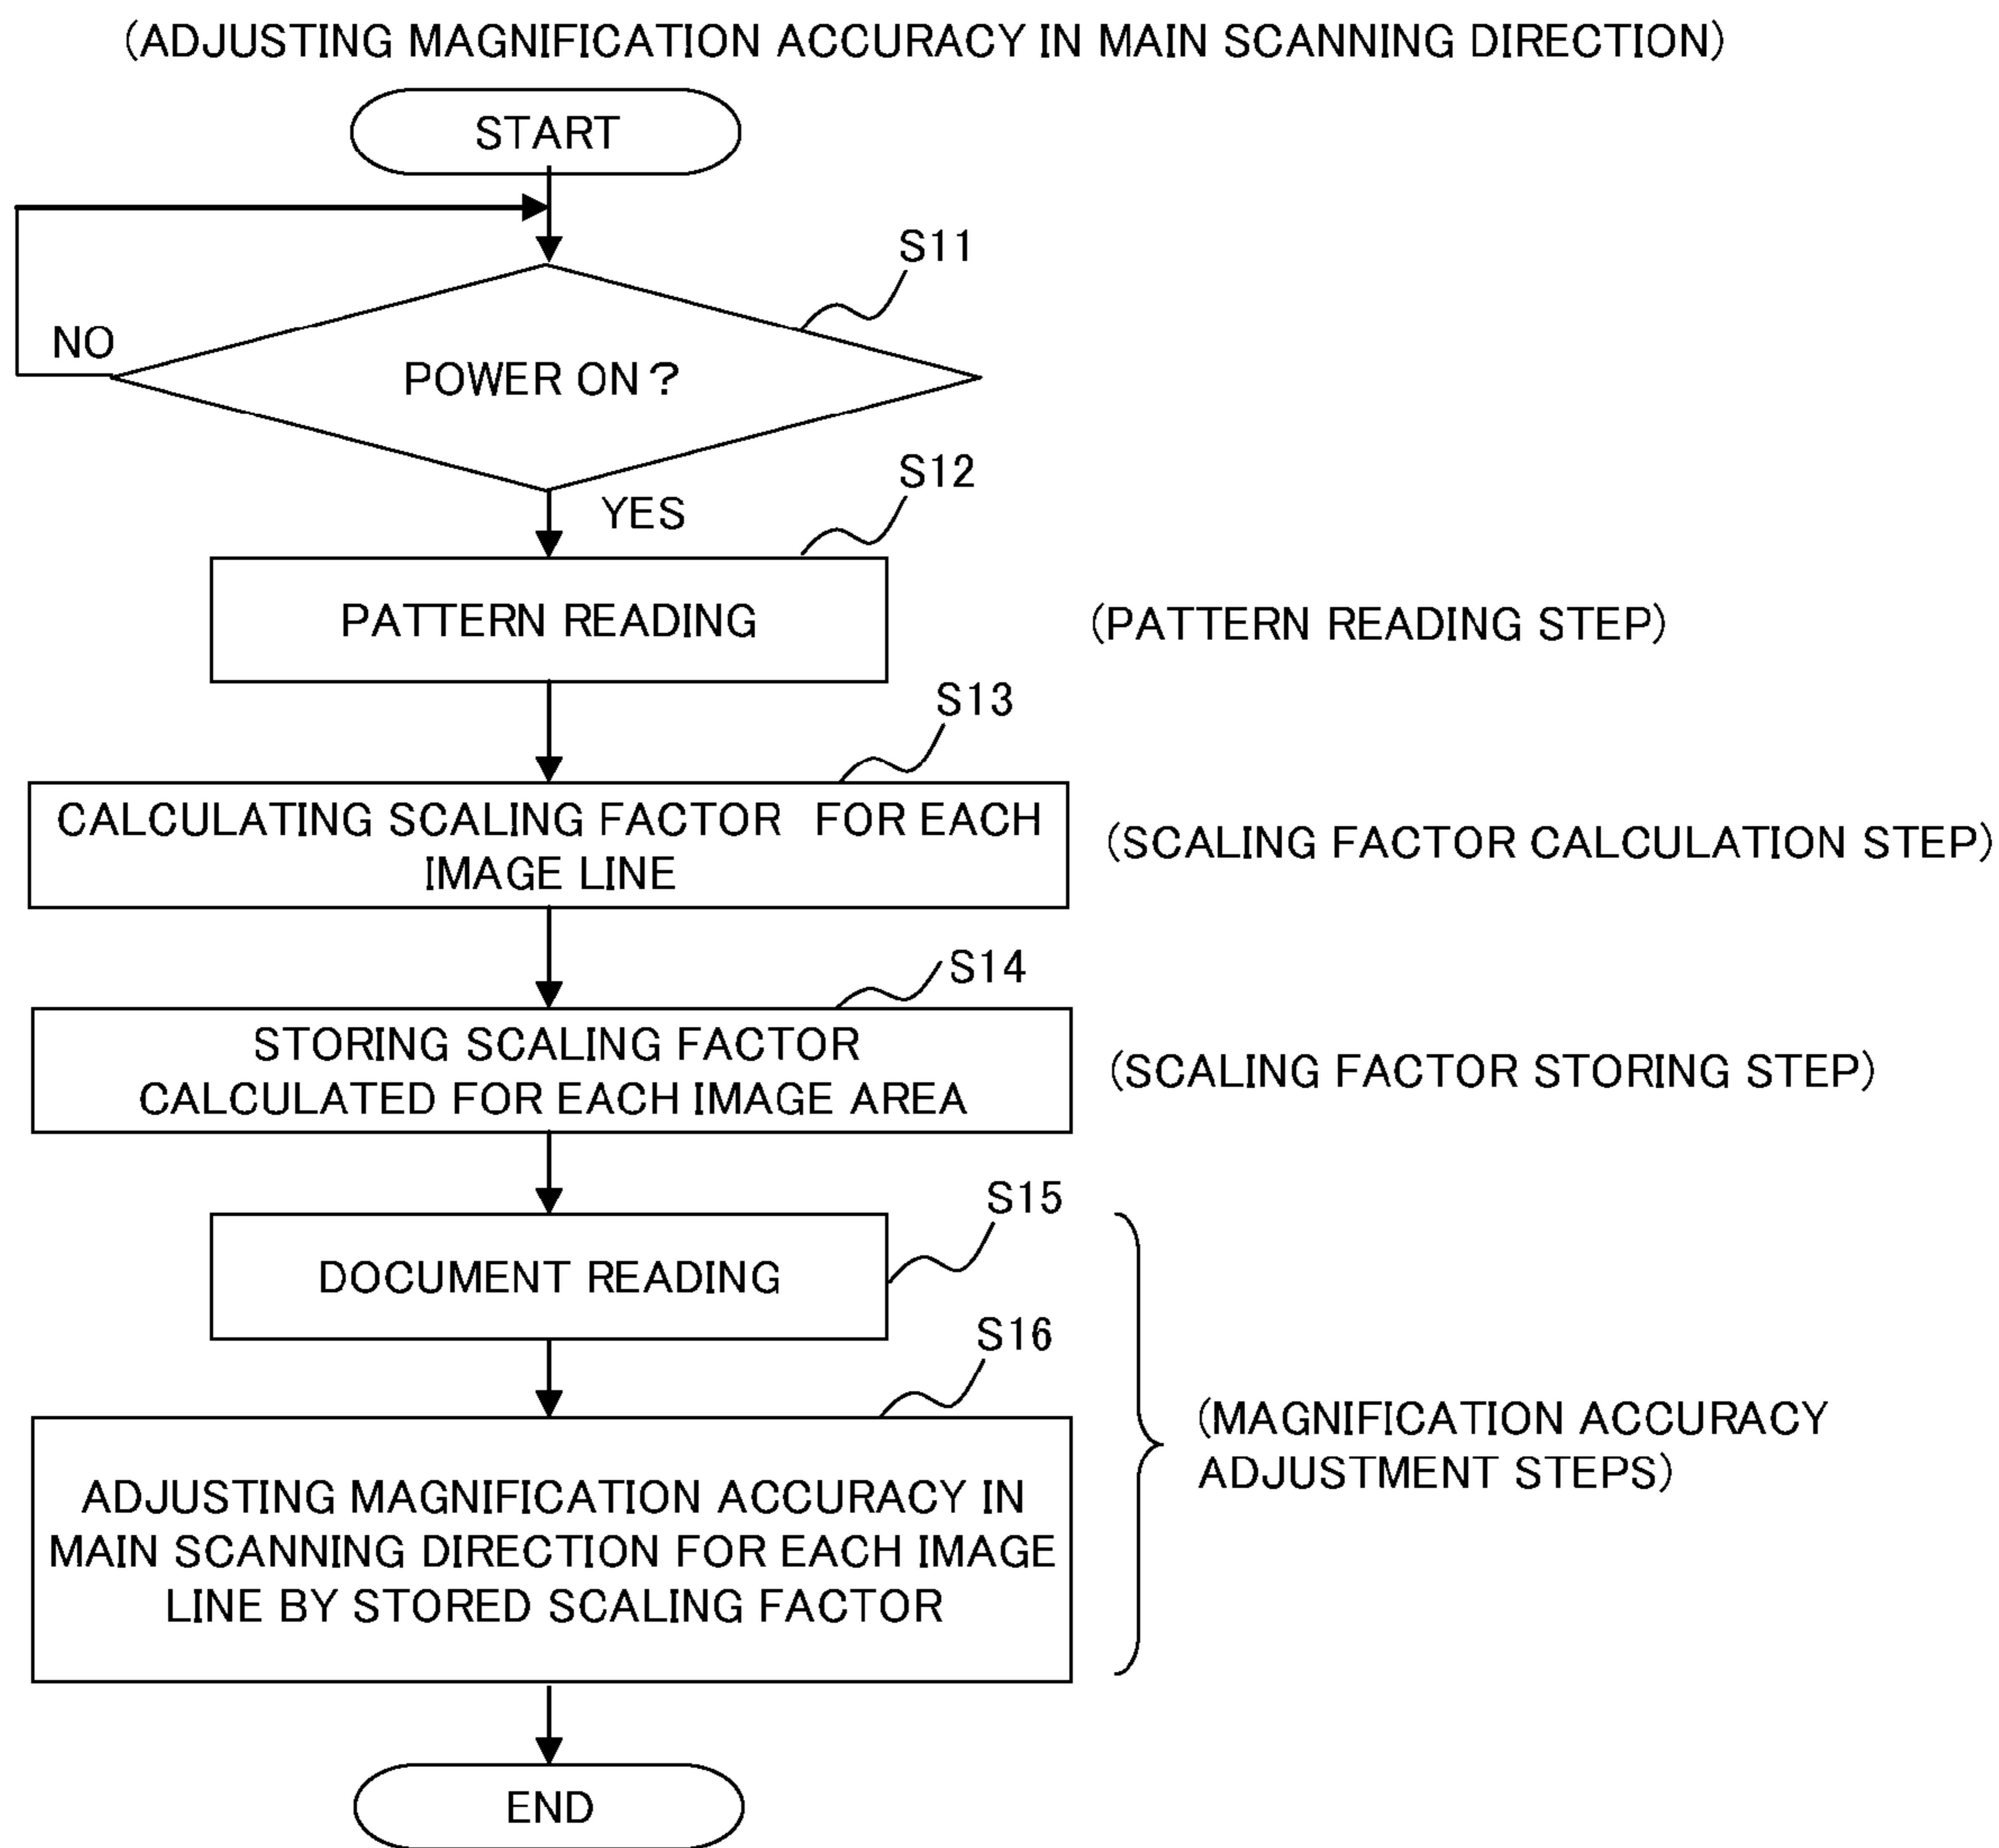 (ADJUSTING MAGNIFICATION ACCURACY IN MAIN SCANNING DIRECTION)
START
S11
NO
POWER ON?
S12
YES
PATTERN READING
(PATTERN READING STEP)
S13
CALCULATING SCALING FACTOR FOR EACH
IMAGE LINE
(SCALING FACTOR CALCULATION STEP)
S14
STORING SCALING FACTOR
CALCULATED FOR EACH IMAGE AREA
(SCALING FACTOR STORING STEP)
S15
DOCUMENT READING
S16
(MAGNIFICATION ACCURACY
ADJUSTMENT STEPS)
ADJUSTING MAGNIFICATION ACCURACY IN
MAIN SCANNING DIRECTION FOR EACH IMAGE
LINE BY STORED SCALING FACTOR
END